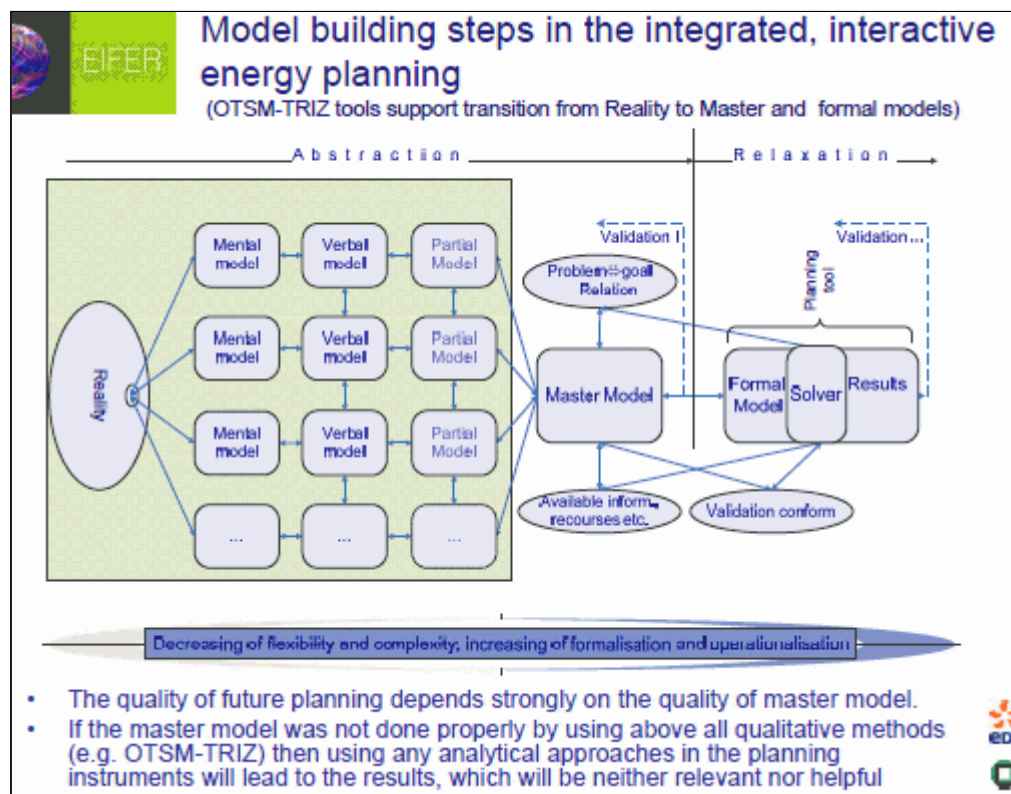 EIFER
Model building steps in the integrated, interactive
energy planning
(OTSM-TRIZ tools support transition from Reality to Master and formal models)
Abstraction
Relaxation
Reality
Mental
model
Verbal
model
Partial
Model
Mental
model
Verbal
model
Partial
Model
Mental
model
Verbal
model
Partial
Model
...
...
...
Validation I
Problem-goal
Relation
Master Model
Available inform.,
recourses etc.
Validation ...
Planning
tool
Formal
Model
Solver
Results
Validation conform
Decreasing of flexibility and complexity; increasing of formalisation and operationalisation
• The quality of future planning depends strongly on the quality of master model.
• If the master model was not done properly by using above all qualitative methods
(e.g. OTSM-TRIZ) then using any analytical approaches in the planning
instruments will lead to the results, which will be neither relevant nor helpful